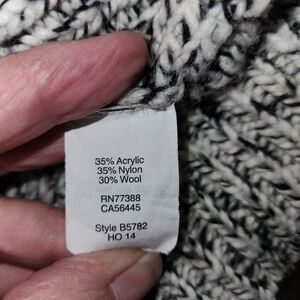 35% Acrylic
35% Nylon
30% Wool
RN77388
CA56445
Style B5782
HO 14